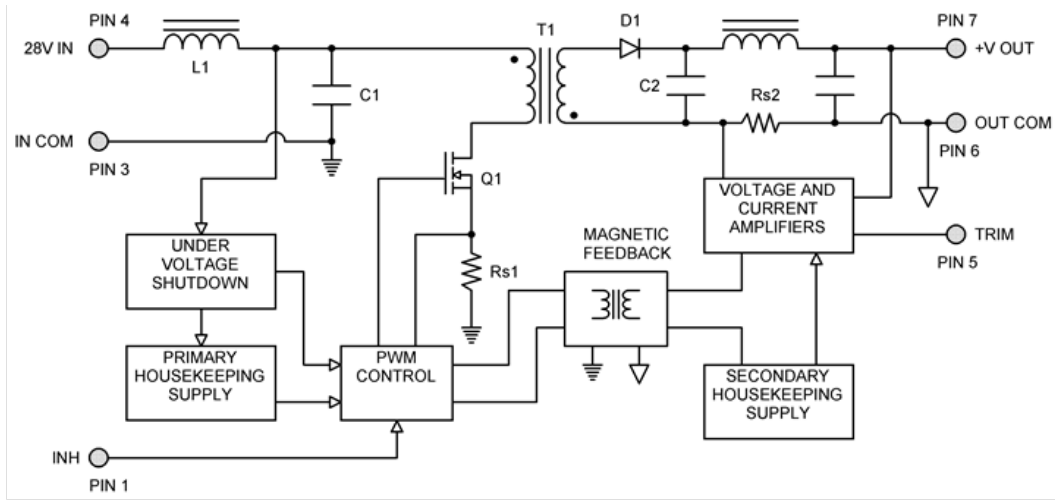 PIN 4
28V IN
L1
C1
IN COM
PIN 3
T1
D1
C2
Rs2
PIN 7
+V OUT
OUT COM
PIN 6
Q1
Rs1
VOLTAGE AND
CURRENT
AMPLIFIERS
TRIM
PIN 5
UNDER
VOLTAGE
SHUTDOWN
MAGNETIC
FEEDBACK
PRIMARY
HOUSEKEEPING
SUPPLY
PWM
CONTROL
SECONDARY
HOUSEKEEPING
SUPPLY
INH
PIN 1